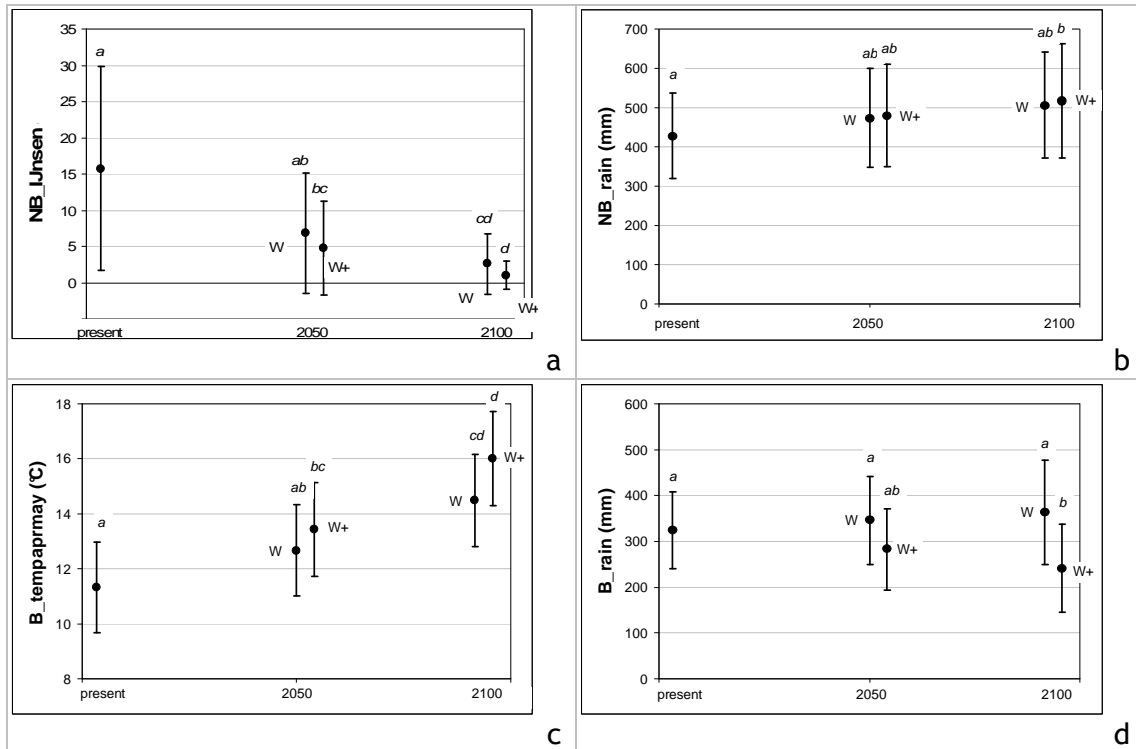 35
30
25
20
15
10
5
0
NB_IJnsen
a
ab
bc
cd
d
W
W+
W
W+
present
2050
2100
a
700
600
500
400
300
200
100
0
NB_rain (mm)
a
ab
ab
ab
b
W
W+
W
W+
present
2050
2100
b
18
16
14
12
10
8
B_tempaprmay (°C)
a
ab
bc
cd
d
W
W+
W
W+
present
2050
2100
c
600
500
400
300
200
100
0
B_rain (mm)
a
a
ab
a
b
W
W+
W
W+
present
2050
2100
d